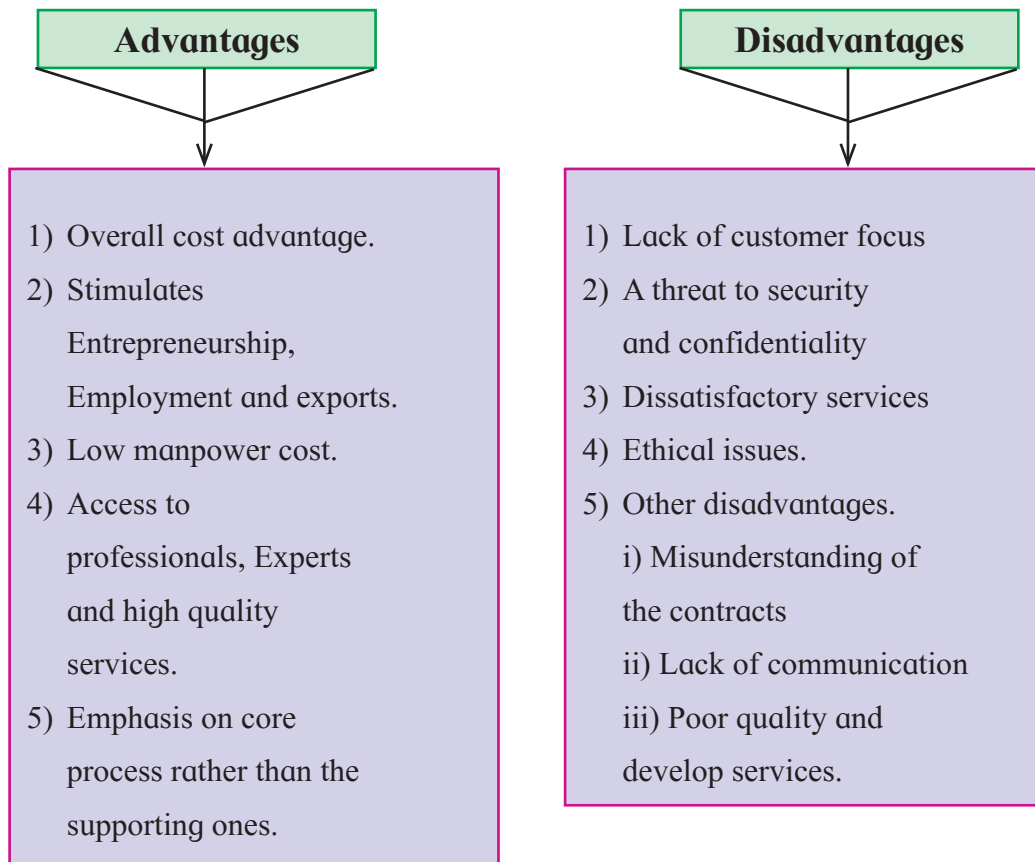 Advantages
1) Overall cost advantage.
2) Stimulates
Entrepreneurship,
Employment and exports.
3) Low manpower cost.
4) Access to
professionals, Experts
and high quality
services.
5) Emphasis on core
process rather than the
supporting ones.
Disadvantages
1) Lack of customer focus
2) A threat to security
and confidentiality
3) Dissatisfactory services
4) Ethical issues.
5) Other disadvantages.
i) Misunderstanding of
the contracts
ii) Lack of communication
iii) Poor quality and
develop services.